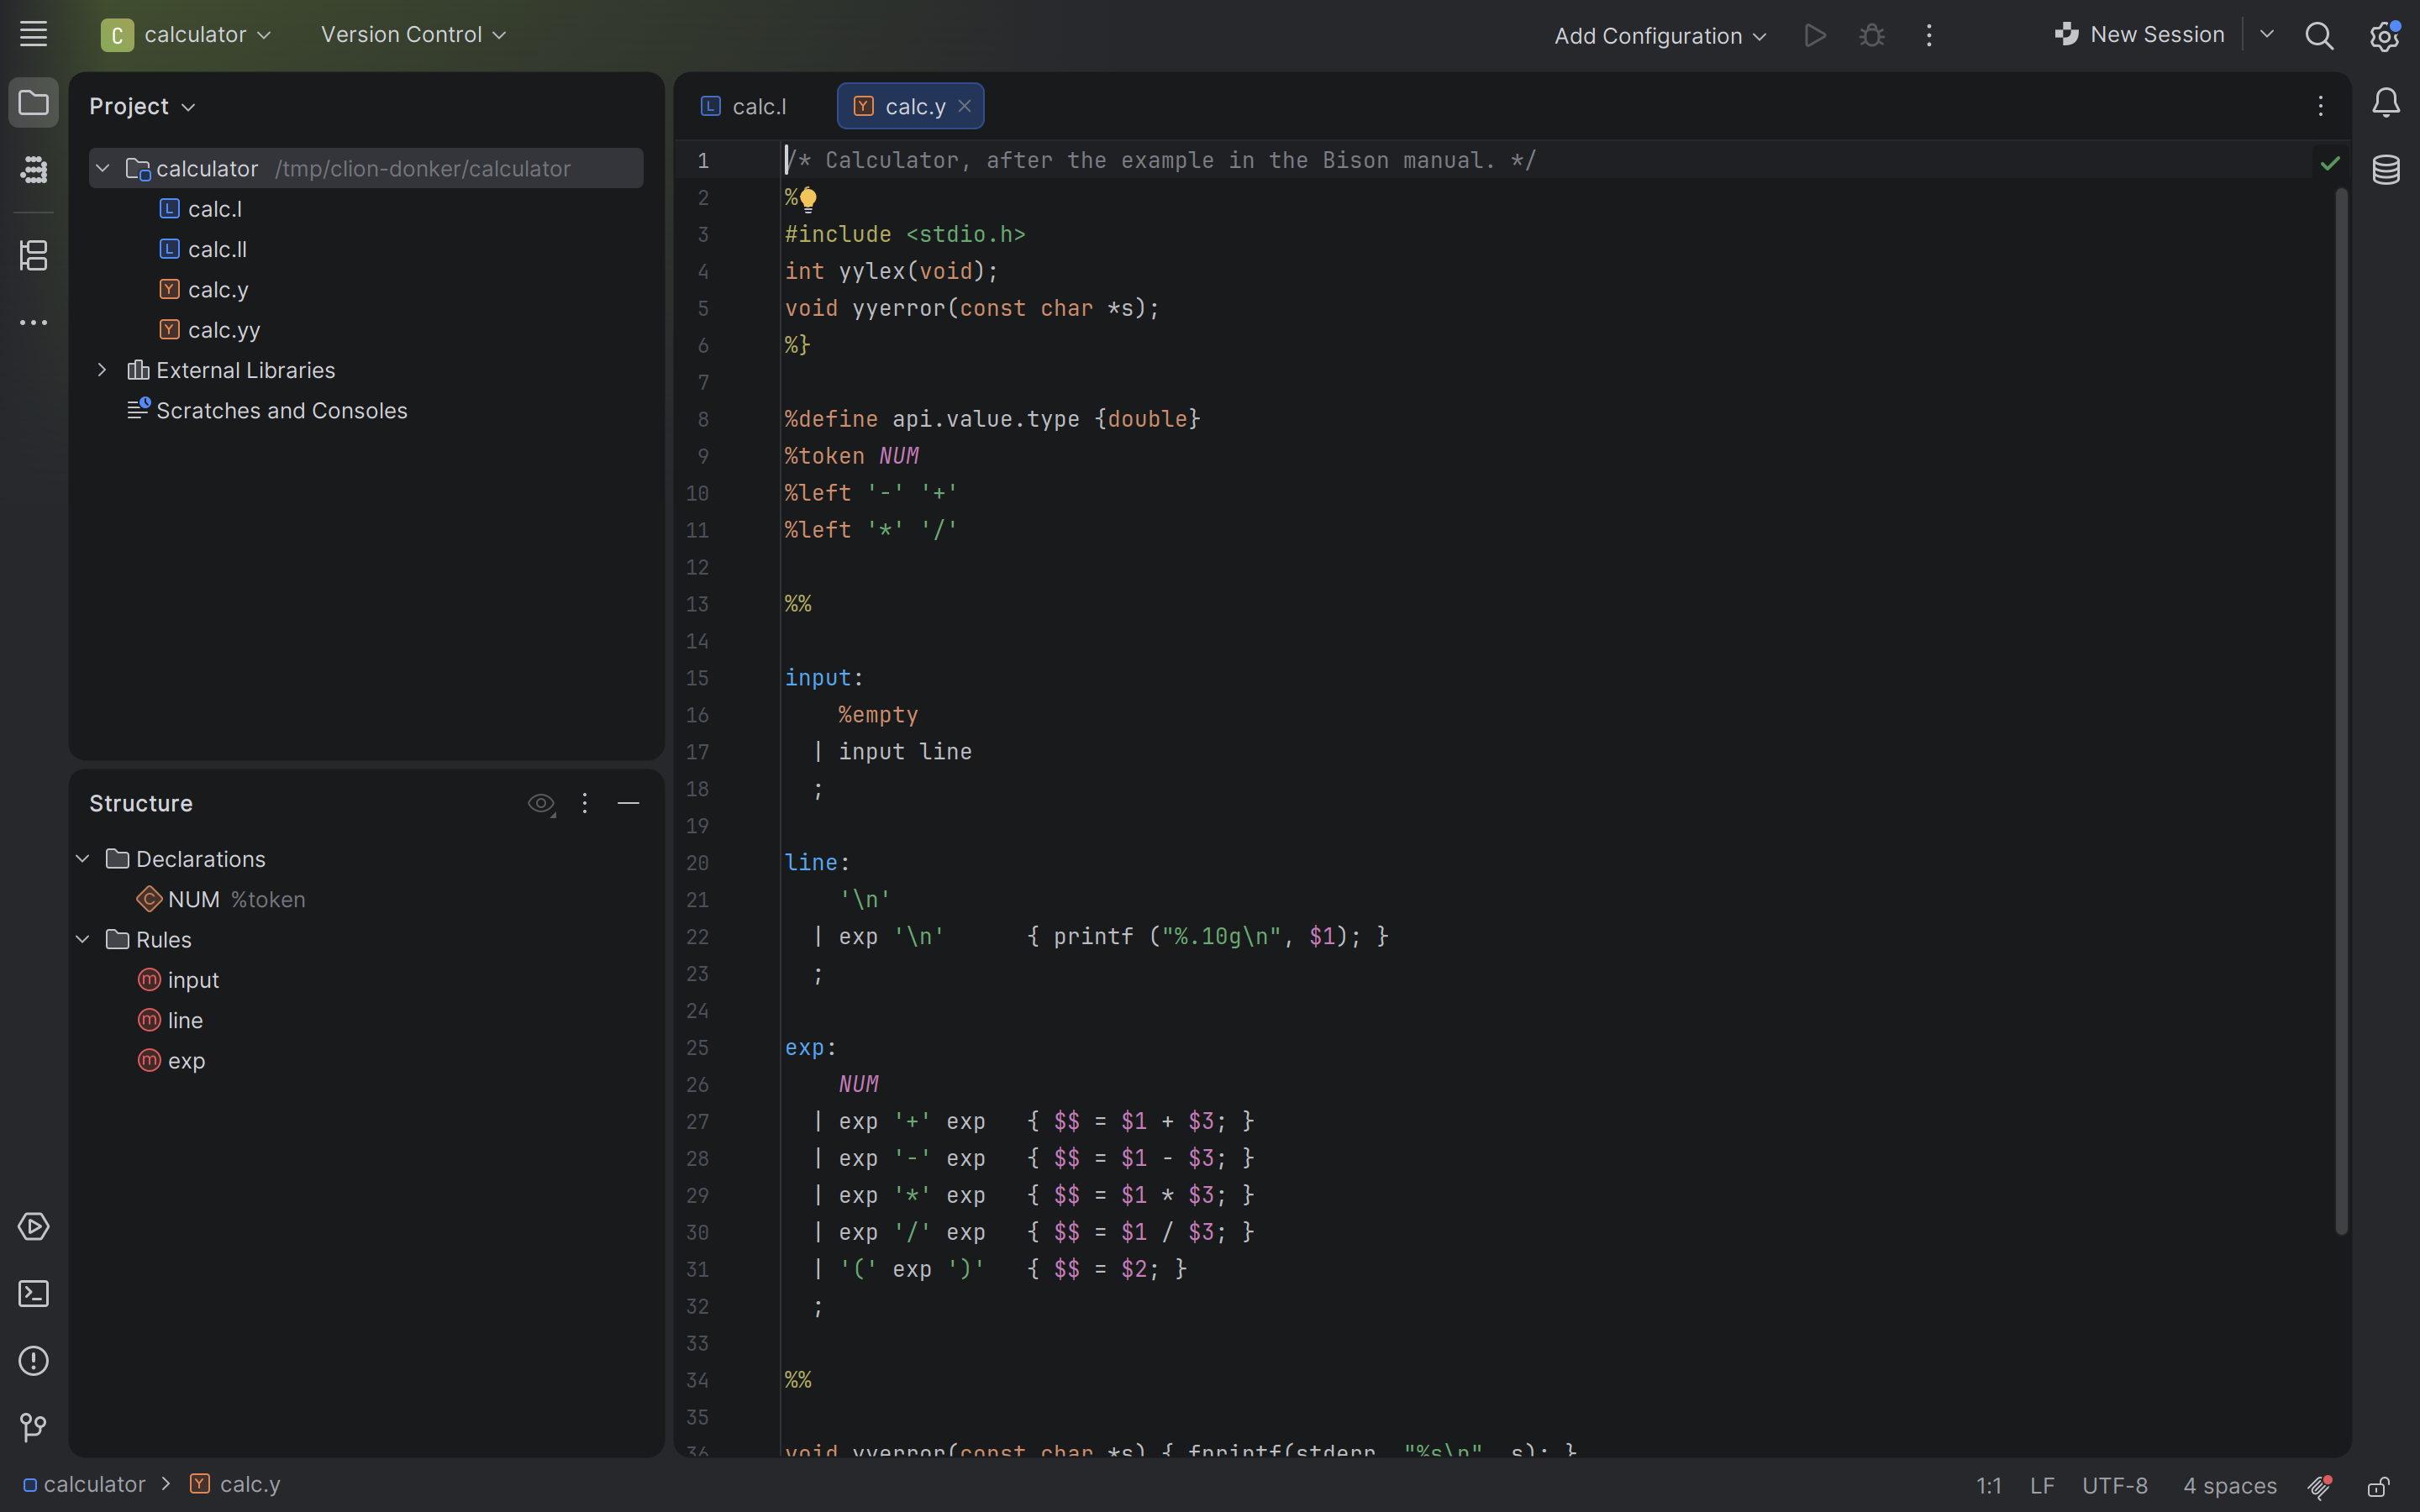 C calculator Version Control Add Configuration New Session
Project
calculator /tmp/clion-donker/calculator
L calc.l
L calc.ll
Y calc.y
Y calc.yy
External Libraries
Scratches and Consoles
Structure
Declarations
C NUM %token
Rules
m input
m line
m exp
L calc.l Y calc.y
1 /* Calculator, after the example in the Bison manual. */
2 %
3 #include <stdio.h>
4 int yylex(void);
5 void yyerror(const char *s);
6 %}
7
8 %define api.value.type {double}
9 %token NUM
10 %left '-' '+'
11 %left '*' '/'
12
13 %%
14
15 input:
16 %empty
17 | input line
18 ;
19
20 line:
21 '\n'
22 | exp '\n' { printf ("%.10g\n", $1); }
23 ;
24
25 exp:
26 NUM
27 | exp '+' exp { $$ = $1 + $3; }
28 | exp '-' exp { $$ = $1 - $3; }
29 | exp '*' exp { $$ = $1 * $3; }
30 | exp '/' exp { $$ = $1 / $3; }
31 | '(' exp ')' { $$ = $2; }
32 ;
33
34 %%
35
36 void yyerror(const char *s) { fprintf(stderr, "%s\n", s); }
calculator Y calc.y 1:1 LF UTF-8 4 spaces